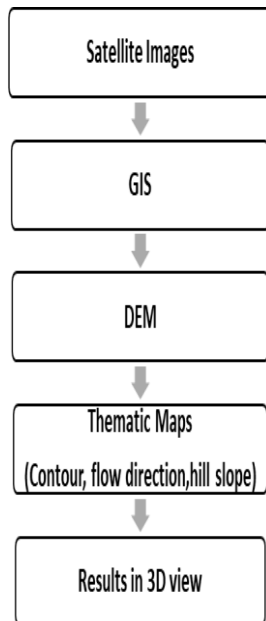 Satellite Images
GIS
DEM
Thematic Maps
(Contour, flow direction,hill slope)
Results in 3D view